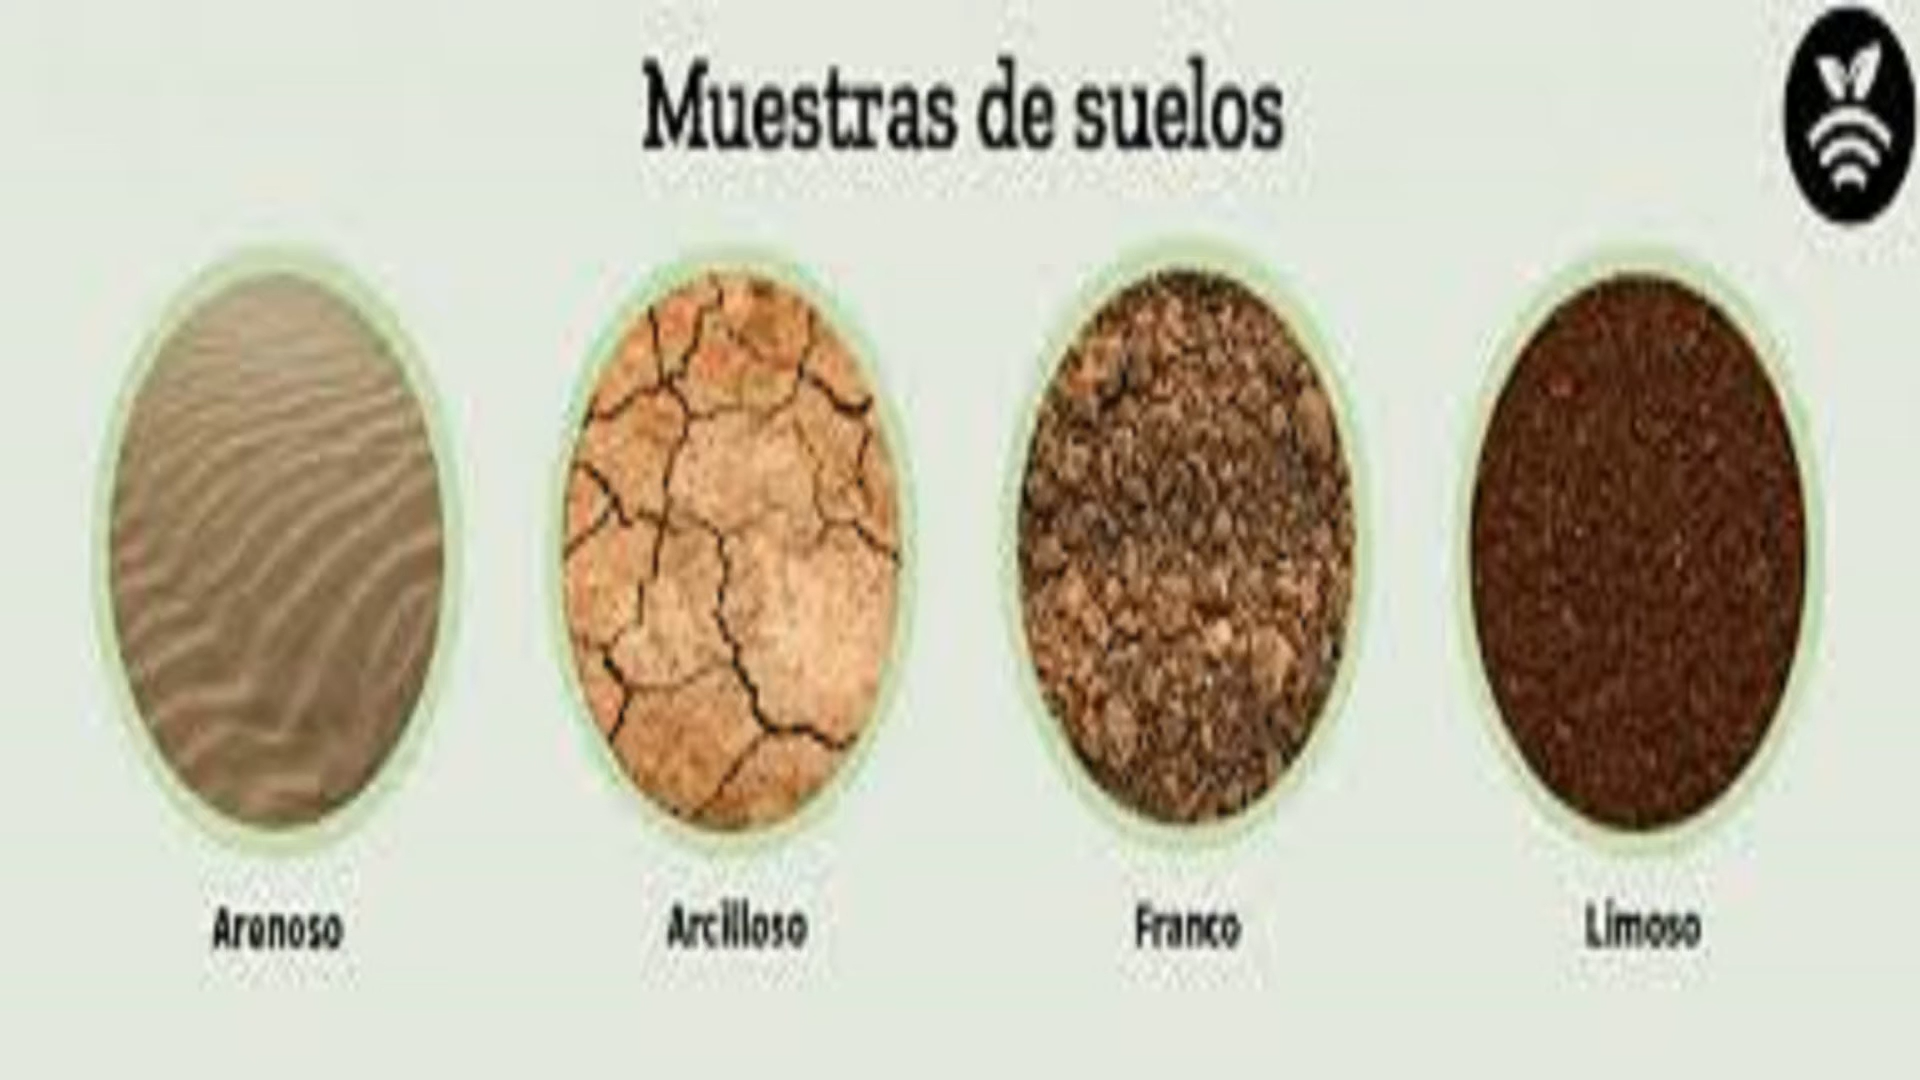 Muestras de suelos
Arenoso
Arcilloso
Franco
Limoso